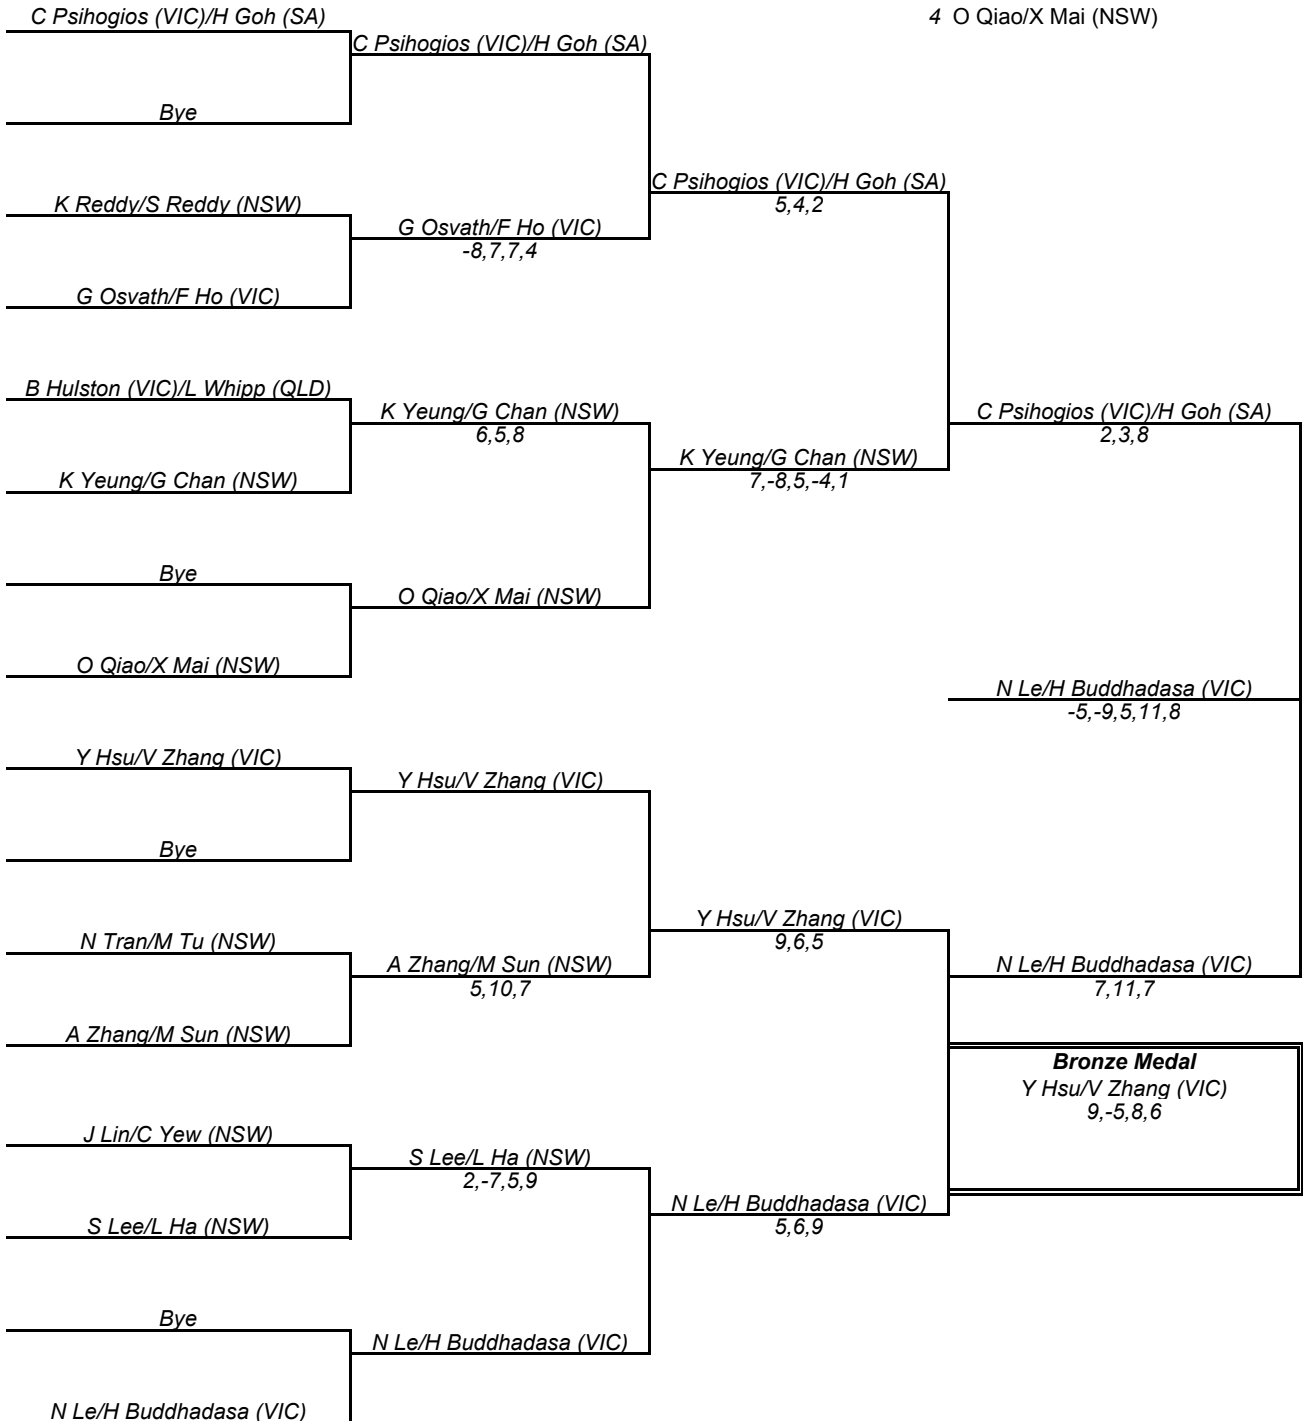 C Psihogios (VIC)/H Goh (SA)
4 O Qiao/X Mai (NSW)
C Psihogios (VIC)/H Goh (SA)
Bye
C Psihogios (VIC)/H Goh (SA)
5,4,2
K Reddy/S Reddy (NSW)
G Osvath/F Ho (VIC)
-8,7,7,4
G Osvath/F Ho (VIC)
B Hulston (VIC)/L Whipp (QLD)
K Yeung/G Chan (NSW)
6,5,8
C Psihogios (VIC)/H Goh (SA)
2,3,8
K Yeung/G Chan (NSW)
7,-8,5,-4,1
K Yeung/G Chan (NSW)
Bye
O Qiao/X Mai (NSW)
O Qiao/X Mai (NSW)
N Le/H Buddhadasa (VIC)
-5,-9,5,11,8
Y Hsu/V Zhang (VIC)
Y Hsu/V Zhang (VIC)
Bye
Y Hsu/V Zhang (VIC)
9,6,5
N Tran/M Tu (NSW)
A Zhang/M Sun (NSW)
5,10,7
N Le/H Buddhadasa (VIC)
7,11,7
A Zhang/M Sun (NSW)
Bronze Medal
Y Hsu/V Zhang (VIC)
9,-5,8,6
J Lin/C Yew (NSW)
S Lee/L Ha (NSW)
2,-7,5,9
N Le/H Buddhadasa (VIC)
5,6,9
S Lee/L Ha (NSW)
Bye
N Le/H Buddhadasa (VIC)
N Le/H Buddhadasa (VIC)